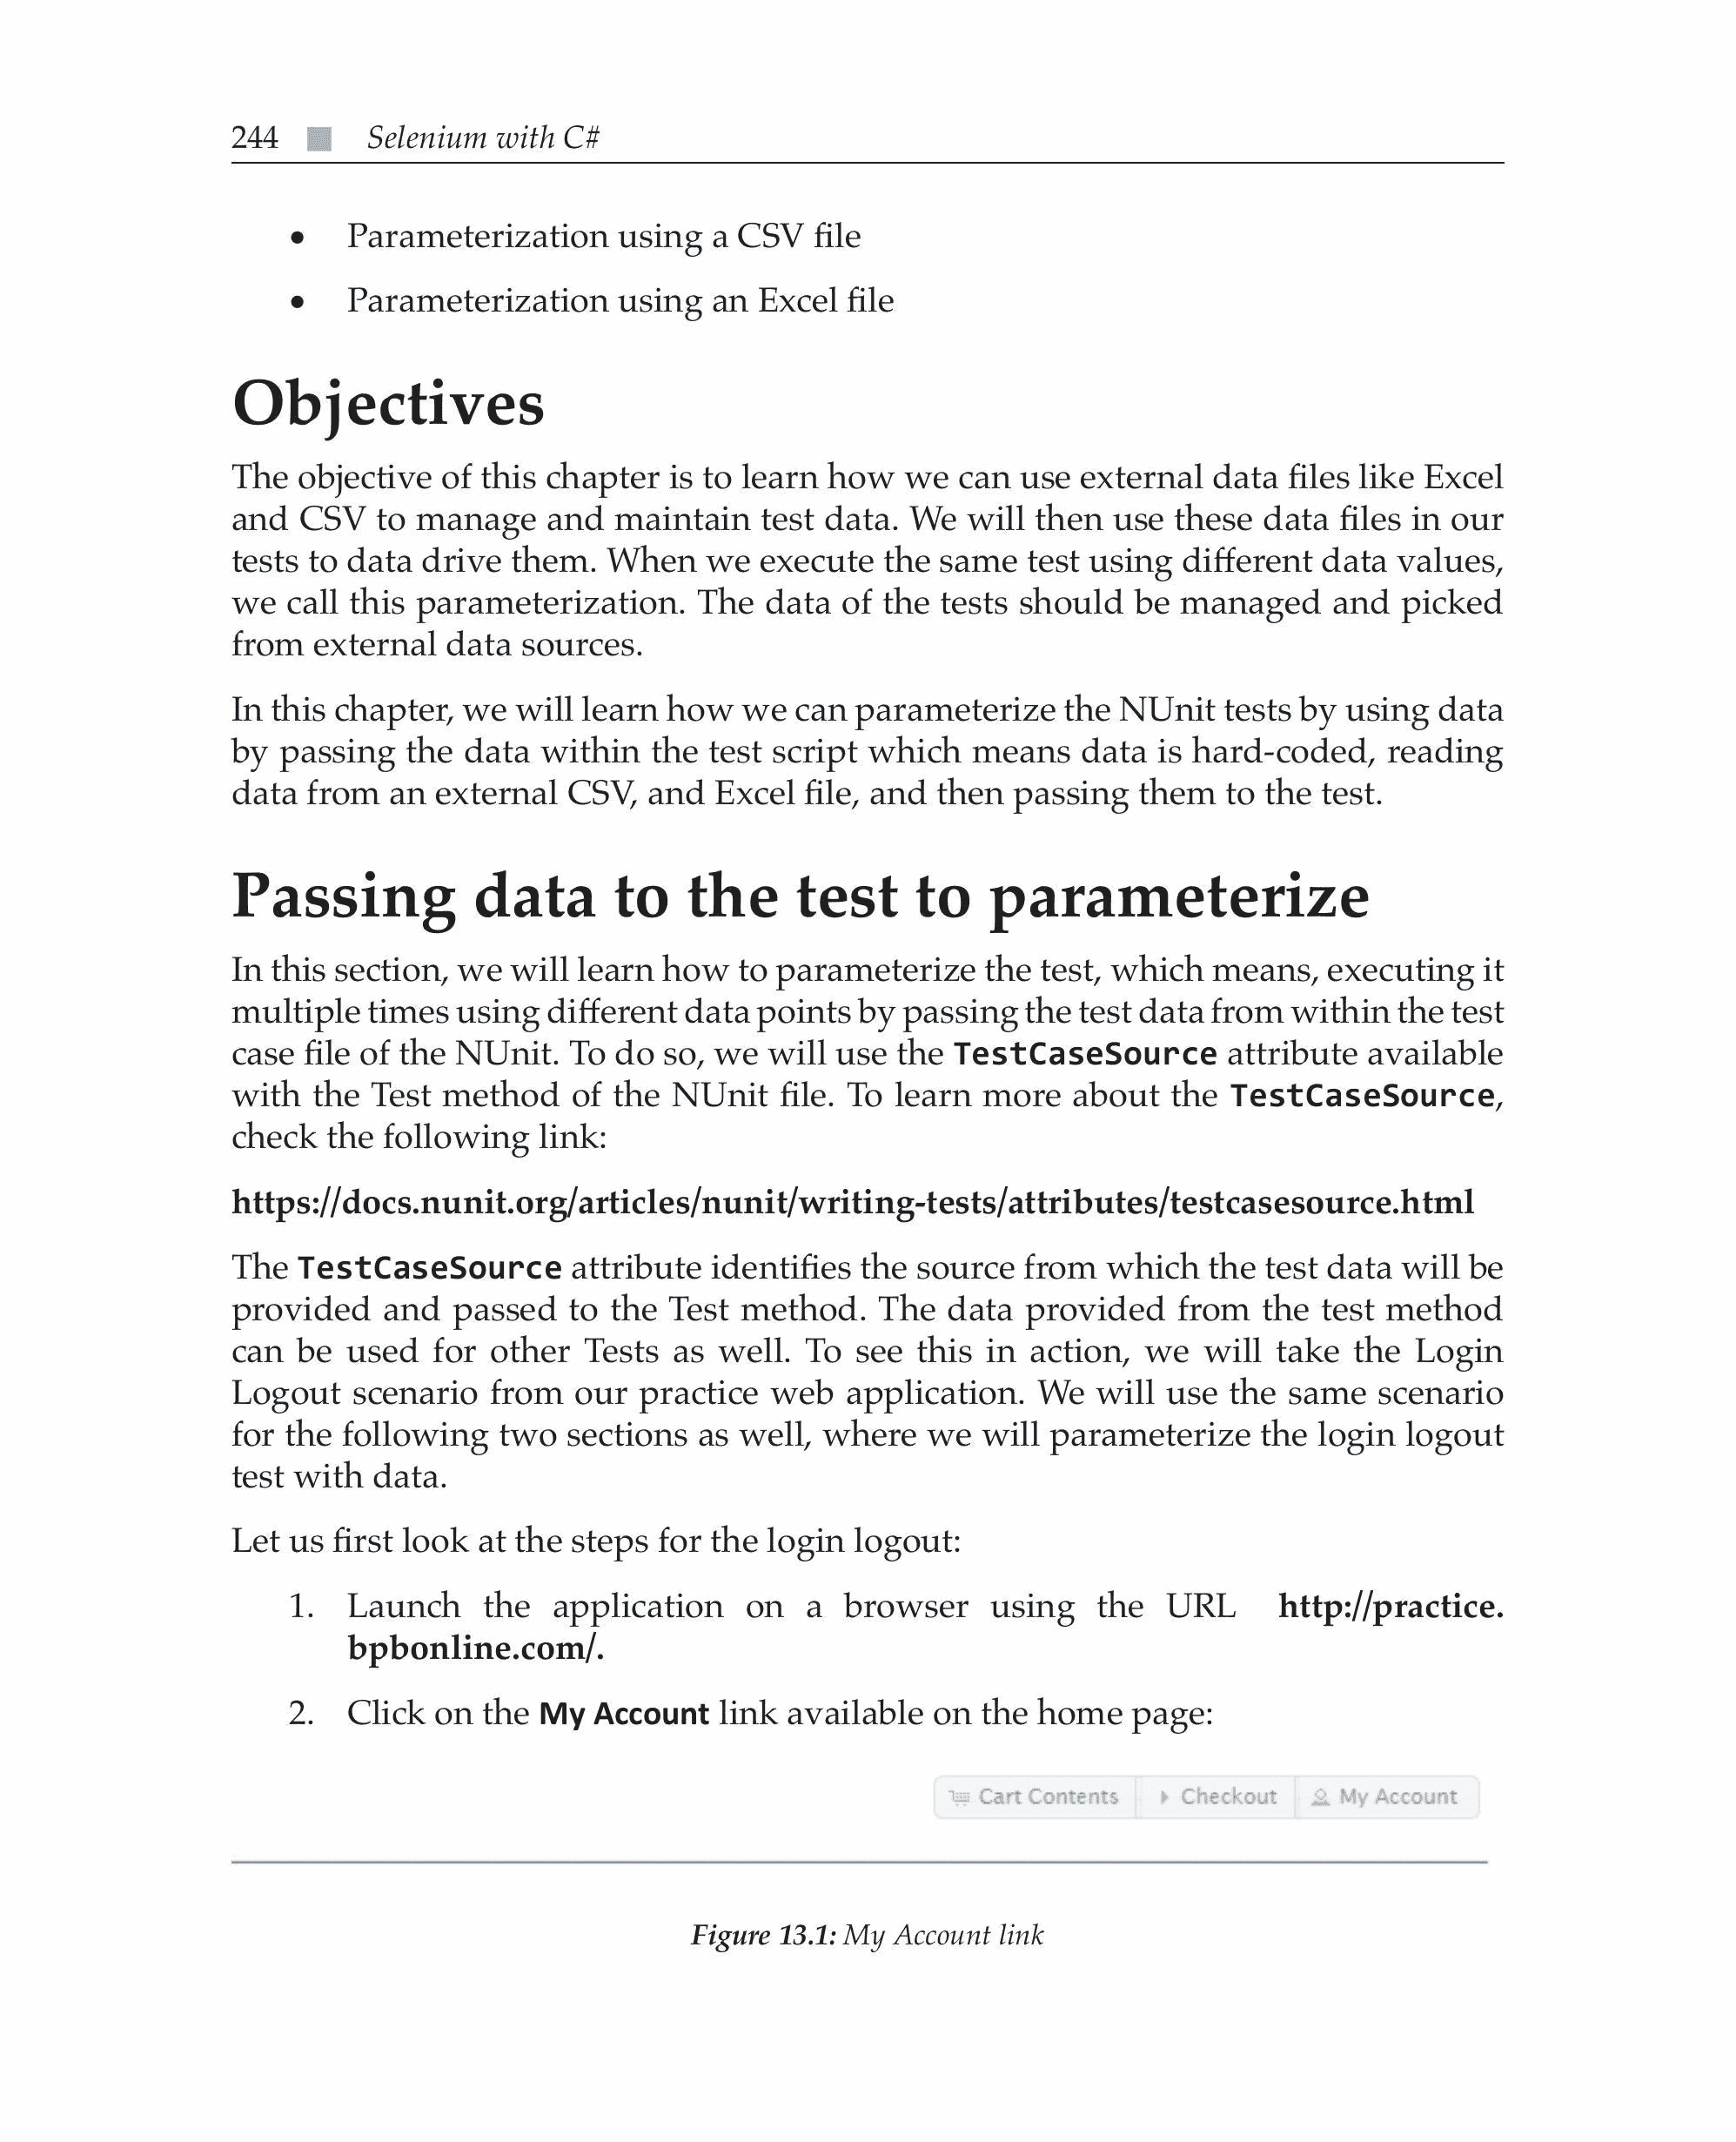 244 Selenium with C#
• Parameterization using a CSV file
• Parameterization using an Excel file
Objectives
The objective of this chapter is to learn how we can use external data files like Excel
and CSV to manage and maintain test data. We will then use these data files in our
tests to data drive them. When we execute the same test using different data values,
we call this parameterization. The data of the tests should be managed and picked
from external data sources.
In this chapter, we will learn how we can parameterize the NUnit tests by using data
by passing the data within the test script which means data is hard-coded, reading
data from an external CSV, and Excel file, and then passing them to the test.
Passing data to the test to parameterize
In this section, we will learn how to parameterize the test, which means, executing it
multiple times using different data points by passing the test data from within the test
case file of the NUnit. To do so, we will use the TestCaseSource attribute available
with the Test method of the NUnit file. To learn more about the TestCaseSource,
check the following link:
https://docs.nunit.org/articles/nunit/writing-tests/attributes/testcasesource.html
The TestCaseSource attribute identifies the source from which the test data will be
provided and passed to the Test method. The data provided from the test method
can be used for other Tests as well. To see this in action, we will take the Login
Logout scenario from our practice web application. We will use the same scenario
for the following two sections as well, where we will parameterize the login logout
test with data.
Let us first look at the steps for the login logout:
1. Launch the application on a browser using the URL http://practice.
bpbonline.com/.
2. Click on the My Account link available on the home page:
Cart Contents Checkout My Account
Figure 13.1: My Account link